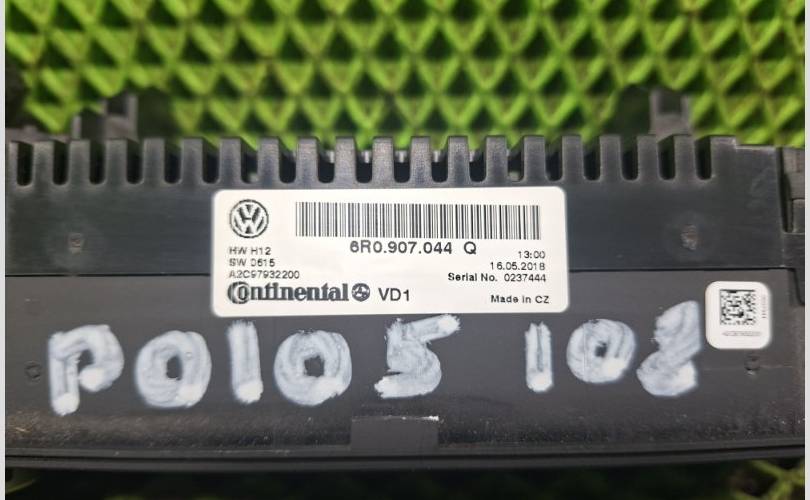 6R0.907.044 Q
HW H12
SW 0615
A2C97932200
13:00
16.05.2018
Serial No. 0237444
Continental VD1
Made in CZ
POLO5 108